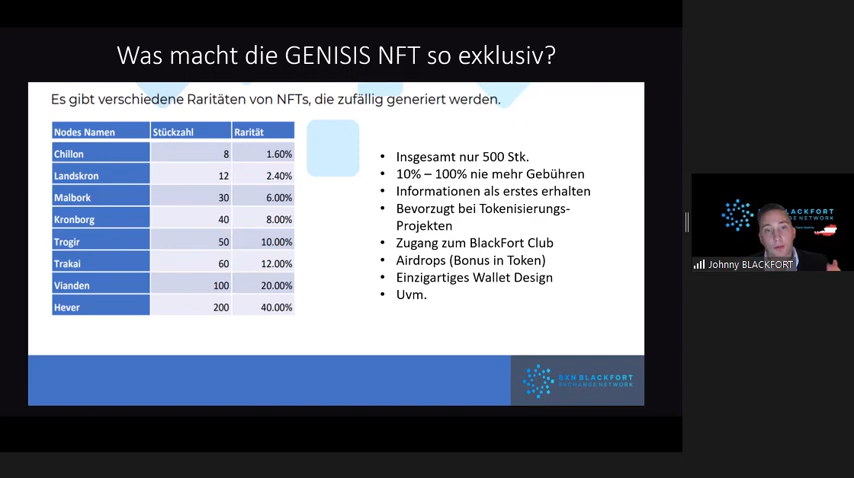 Was macht die GENISIS NFT so exklusiv?
Es gibt verschiedene Raritäten von NFTs, die zufällig generiert werden.
Nodes Namen Stückzahl Rarität
Chillon 8 1.60%
Landskron 12 2.40%
Malbork 30 6.00%
Kronborg 40 8.00%
Trogir 50 10.00%
Trakai 60 12.00%
Vianden 100 20.00%
Hever 200 40.00%
• Insgesamt nur 500 Stk.
• 10% – 100% nie mehr Gebühren
• Informationen als erstes erhalten
• Bevorzugt bei Tokenisierungs-
Projekten
• Zugang zum BlackFort Club
• Airdrops (Bonus in Token)
• Einzigartiges Wallet Design
• Uvm.
BXN BLACKFORT
EXCHANGE NETWORK
BLACKFORT
NETWORK
Johnny BLACKFORT